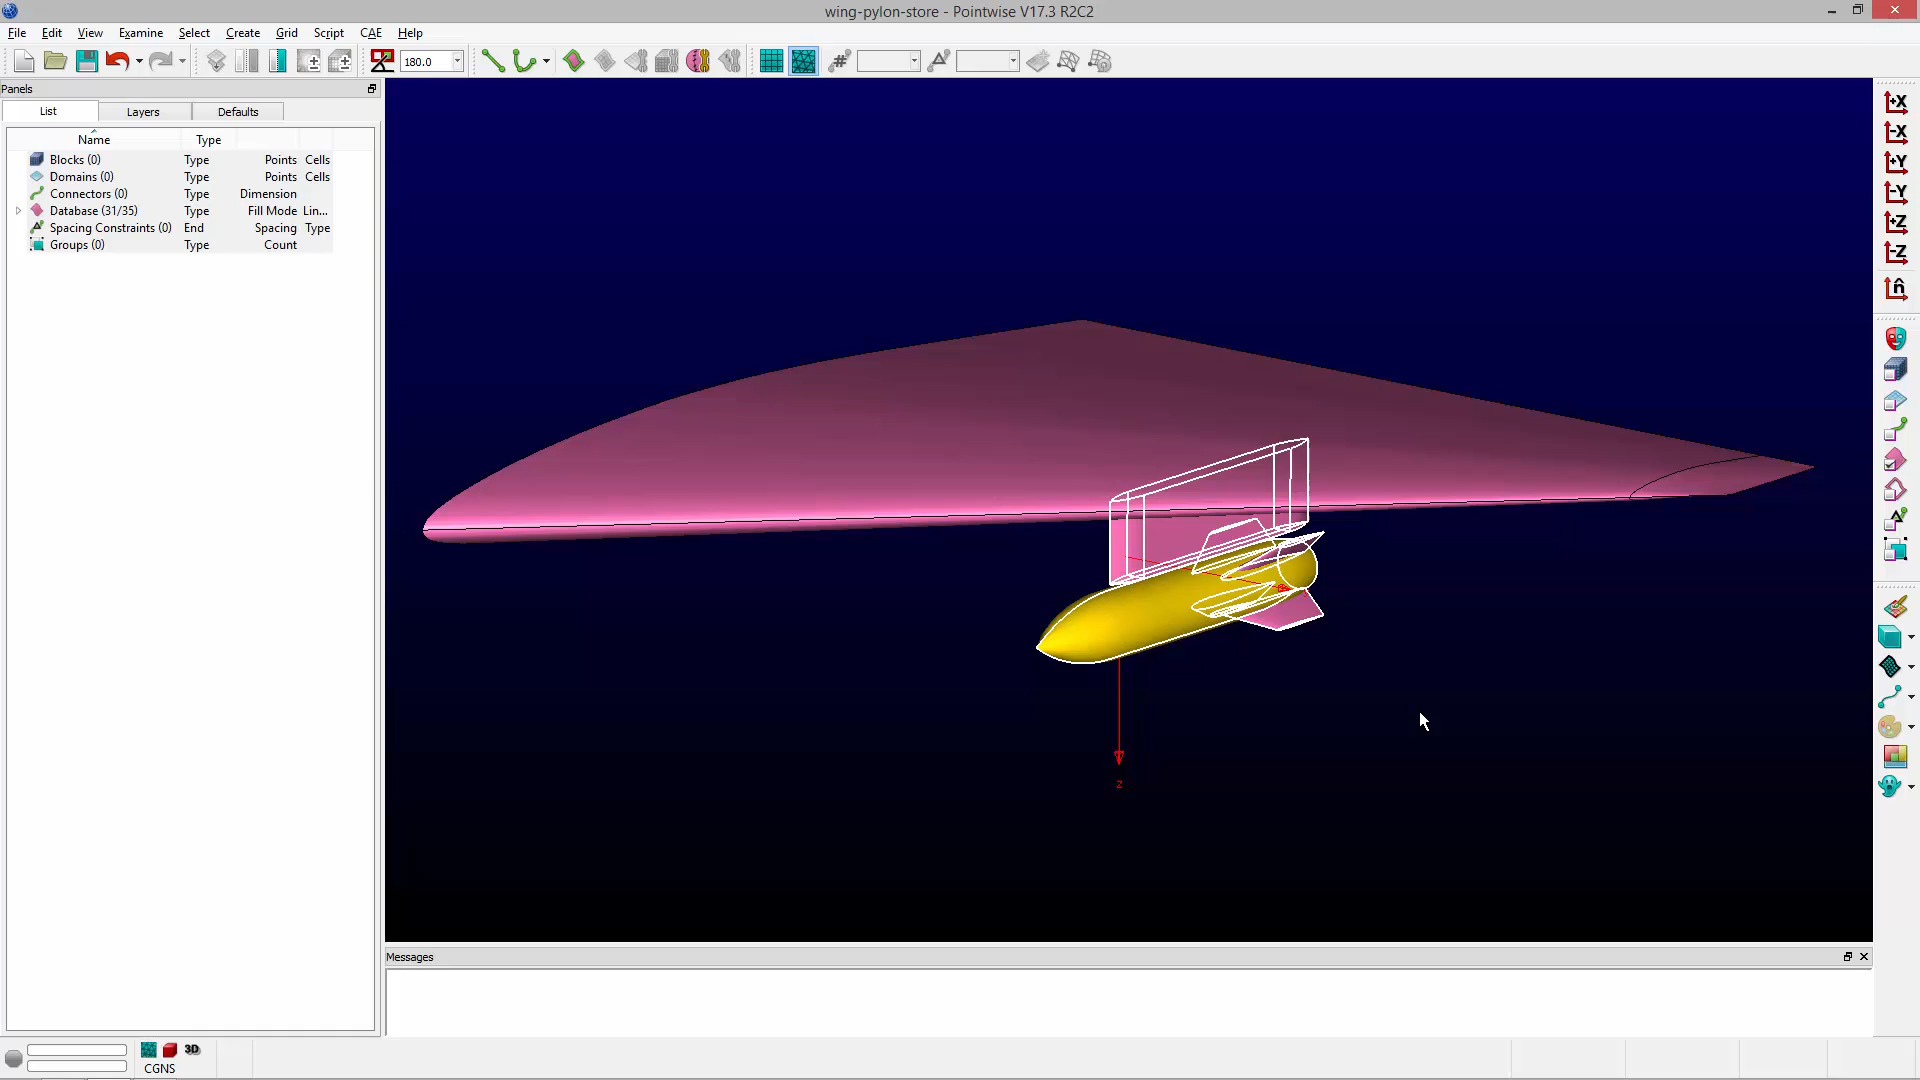 wing-pylon-store - Pointwise V17.3 R2C2
File Edit View Examine Select Create Grid Script CAE Help
180.0
Panels
List Layers Defaults
Name Type
Blocks (0) Type Points Cells
Domains (0) Type Points Cells
Connectors (0) Type Dimension
Database (31/35) Type Fill Mode Lin...
Spacing Constraints (0) End Spacing Type
Groups (0) Type Count
+X
-X
+Y
-Y
+Z
-Z
n̂
z
Messages
3D
CGNS